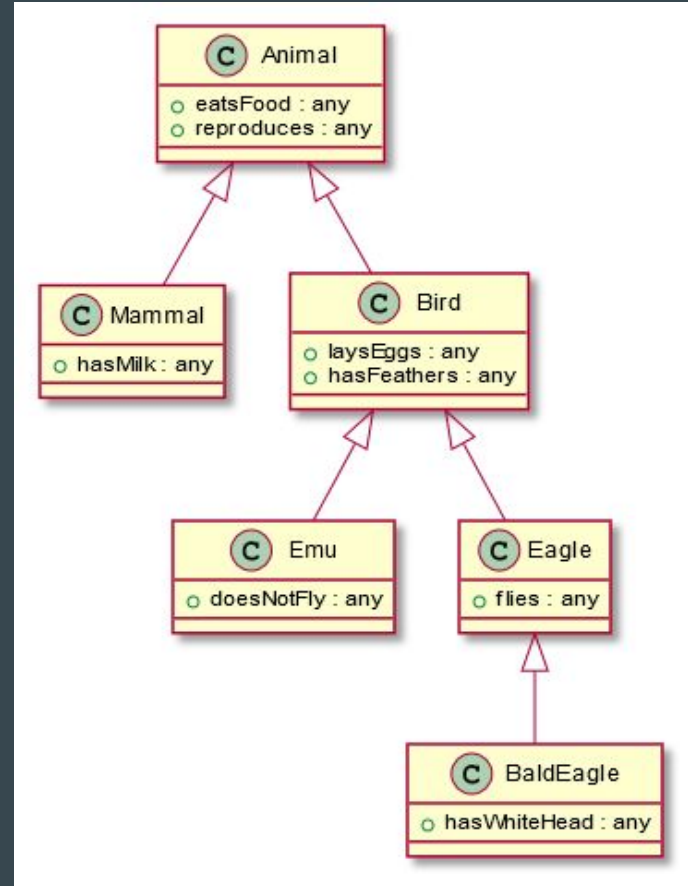 C Animal
eatsFood : any
reproduces : any
C Mammal
hasMilk : any
C Bird
laysEggs : any
hasFeathers : any
C Emu
doesNotFly : any
C Eagle
flies : any
C BaldEagle
hasWhiteHead : any